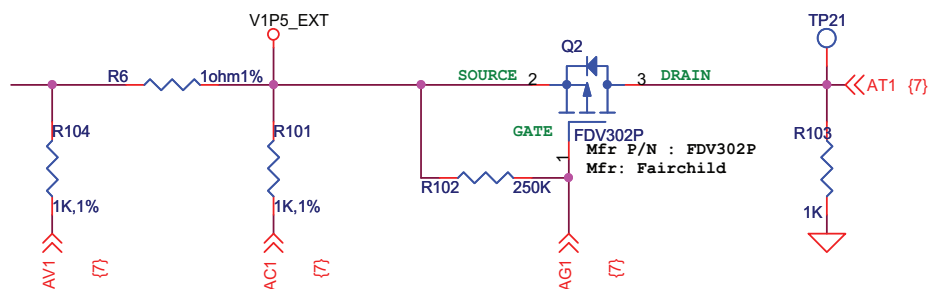 V1P5_EXT
TP21
Q2
R6
1ohm1%
SOURCE
2
3
DRAIN
AT1
{7}
R104
R101
GATE
FDV302P
R103
1
Mfr P/N : FDV302P
Mfr: Fairchild
R102
250K
1K,1%
1K,1%
1K
AV1
{7}
AC1
{7}
AG1
{7}